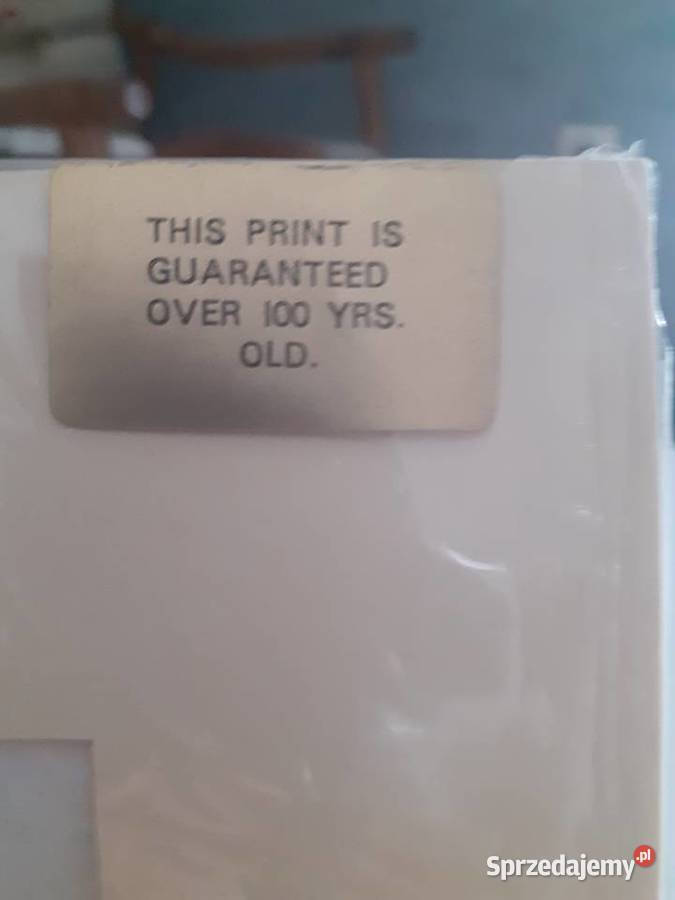 THIS PRINT IS
GUARANTEED
OVER 100 YRS.
OLD.
Sprzedajemy.pl